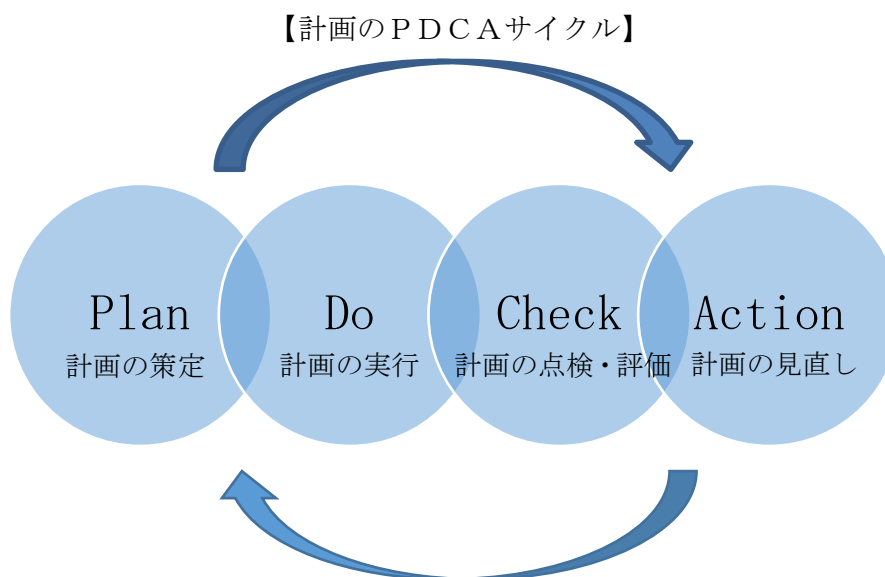 【計画のＰＤＣＡサイクル】
Plan
計画の策定
Do
計画の実行
Check
計画の点検・評価
Action
計画の見直し